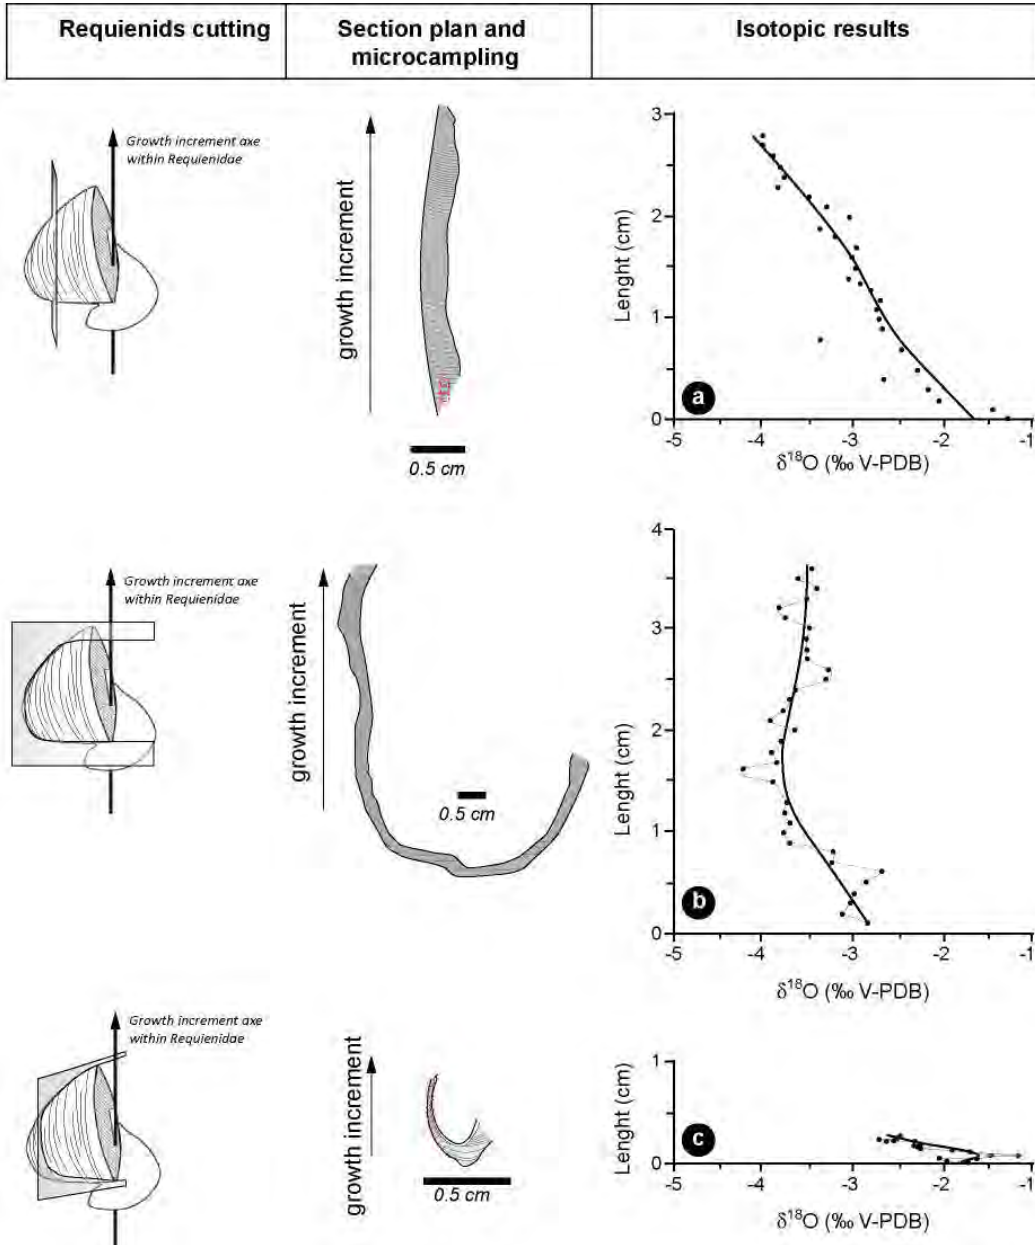 Requienids cutting
Section plan and
microcampling
Isotopic results
Growth increment axe
within Requienidae
growth increment
0.5 cm
3
2
1
0
Lenght (cm)
a
-5
-4
-3
-2
-1
δ¹⁸O (‰ V-PDB)
Growth increment axe
within Requienidae
growth increment
0.5 cm
4
3
2
1
0
Lenght (cm)
b
-5
-4
-3
-2
-1
δ¹⁸O (‰ V-PDB)
Growth increment axe
within Requienidae
growth increment
0.5 cm
1
0
Lenght (cm)
c
-5
-4
-3
-2
-1
δ¹⁸O (‰ V-PDB)